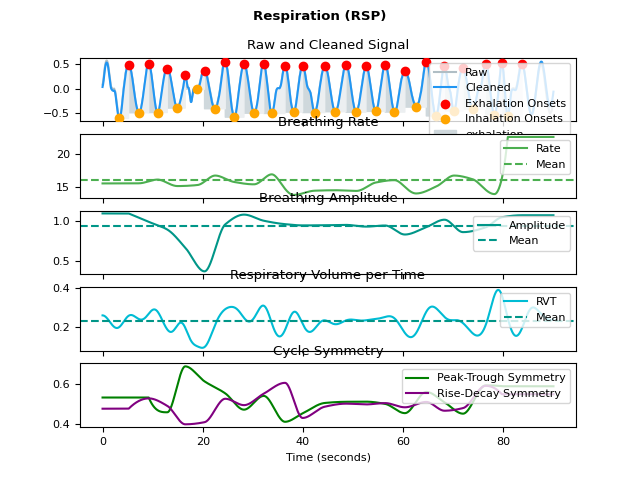 Respiration (RSP)
Raw and Cleaned Signal
0.5
0.0
−0.5
Raw
Cleaned
Exhalation Onsets
Inhalation Onsets
exhalation
Breathing Rate
20
15
Rate
Mean
Breathing Amplitude
1.0
0.5
Amplitude
Mean
Respiratory Volume per Time
0.4
0.2
RVT
Mean
Cycle Symmetry
0.6
0.4
Peak-Trough Symmetry
Rise-Decay Symmetry
0 20 40 60 80
Time (seconds)